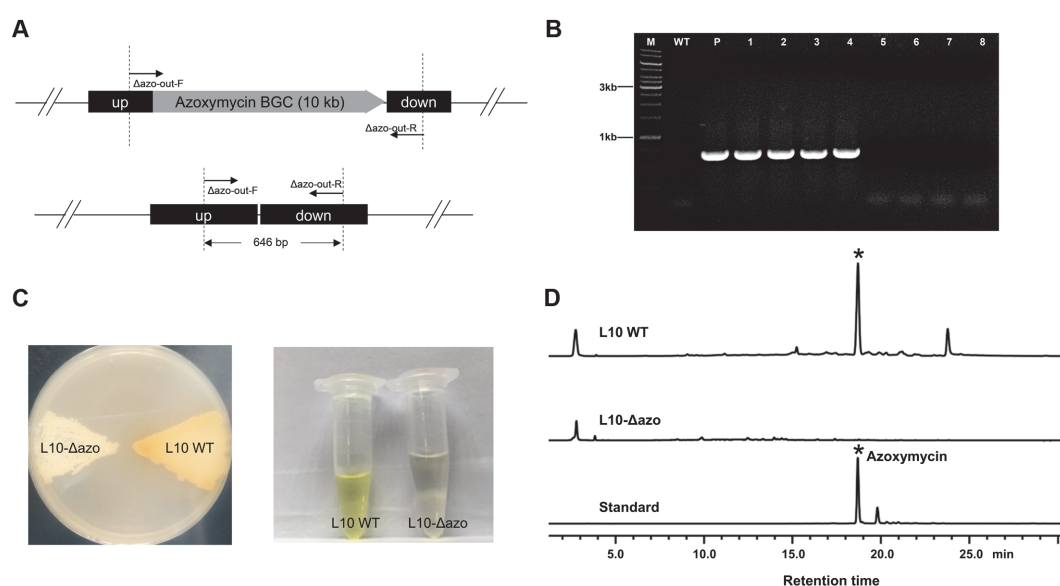 A
Δazo-out-F
up
Azoxymycin BGC (10 kb)
down
Δazo-out-R
Δazo-out-F
Δazo-out-R
up
down
646 bp
B
M WT P 1 2 3 4 5 6 7 8
3kb
1kb
C
L10-Δazo
L10 WT
L10 WT
L10-Δazo
D
*
L10 WT
L10-Δazo
* Azoxymycin
Standard
5.0 10.0 15.0 20.0 25.0 min
Retention time